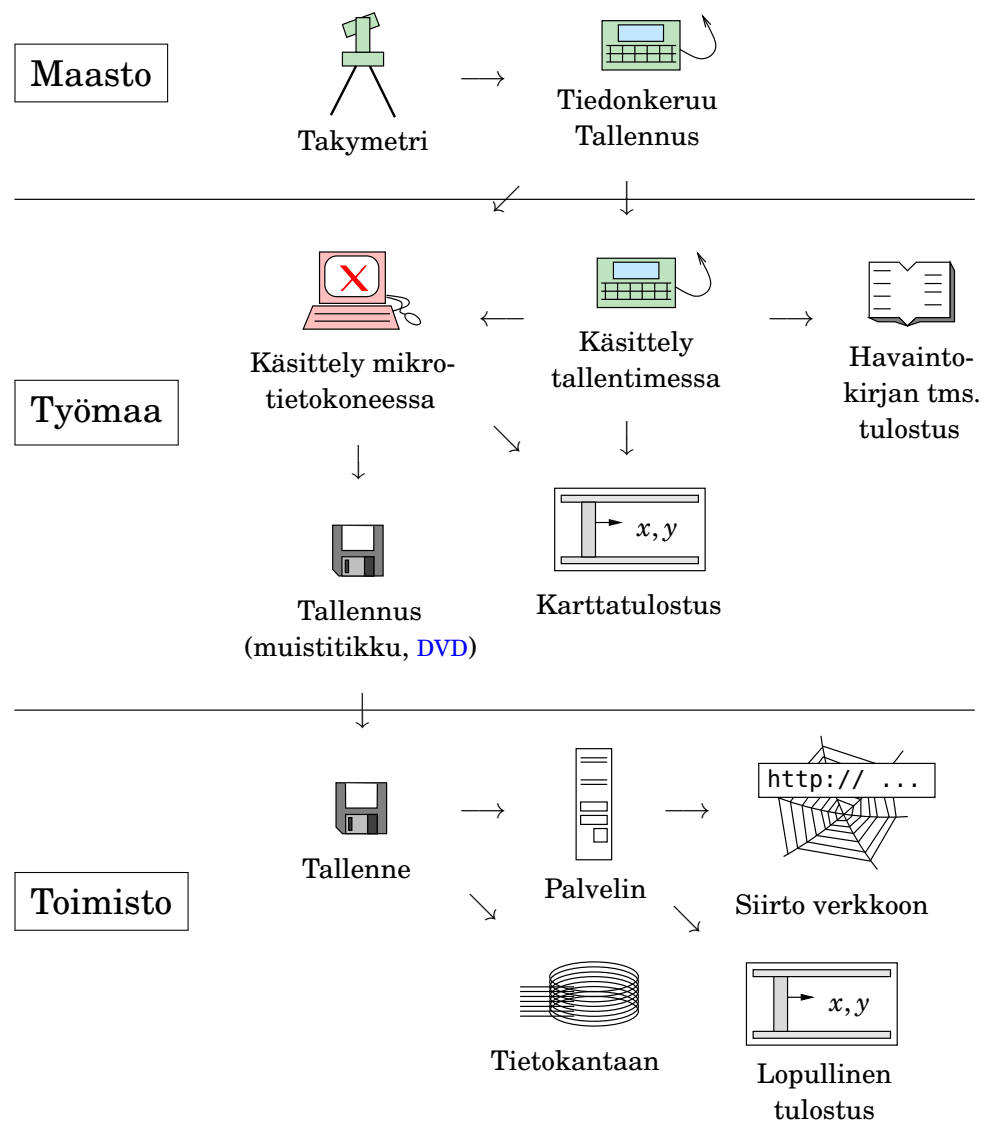 Maasto
Takymetri
Tiedonkeruu
Tallennus
Työmaa
Käsittely mikro-
tietokoneessa
Käsittely
tallentimessa
Havainto-
kirjan tms.
tulostus
Tallennus
(muistitikku, DVD)
x, y
Karttatulostus
Toimisto
Tallenne
Palvelin
http:// ...
Siirto verkkoon
Tietokantaan
x, y
Lopullinen
tulostus